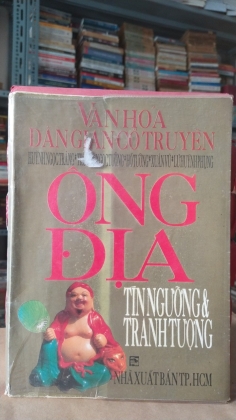 VĂN HÓA
DÂN GIAN CỔ TRUYỀN
ÔNG
ĐỊA
TÍN NGƯỠNG &
TRANH TƯỢNG
NHÀ XUẤT BẢN TP. HCM